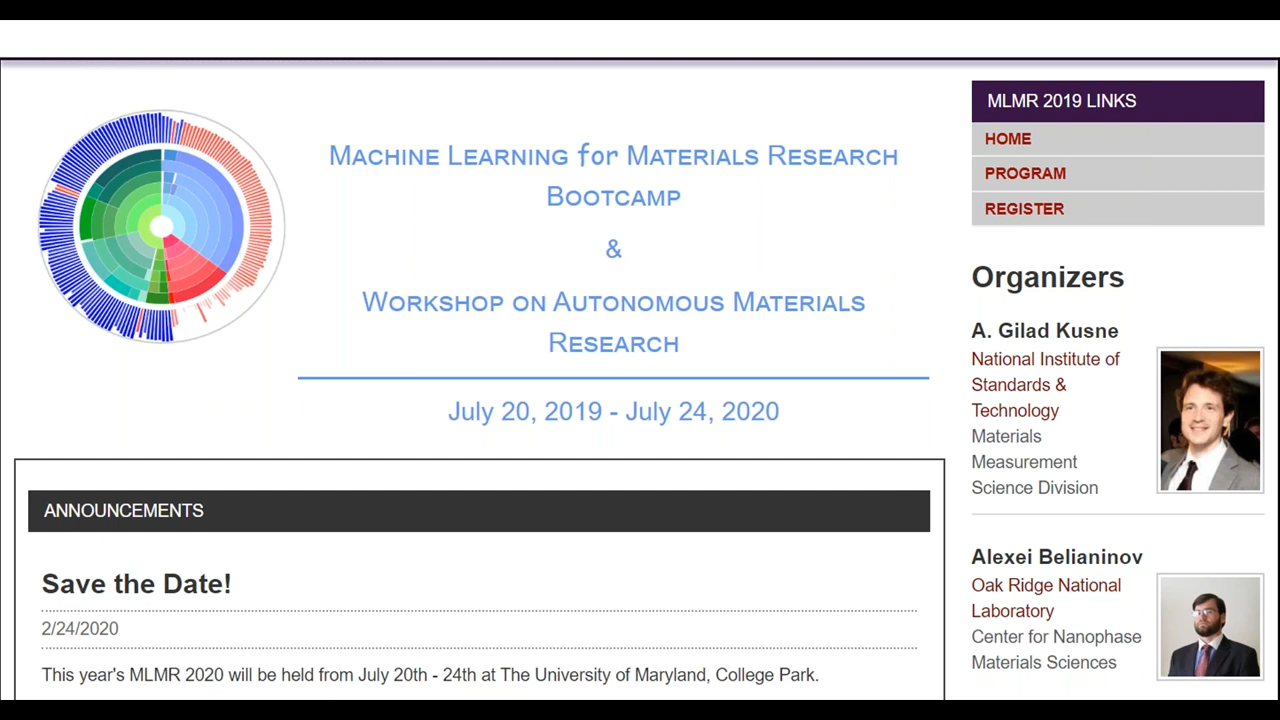 MACHINE LEARNING for MATERIALS RESEARCH
BOOTCAMP
&
WORKSHOP ON AUTONOMOUS MATERIALS
RESEARCH
July 20, 2019 - July 24, 2020
ANNOUNCEMENTS
Save the Date!
2/24/2020
This year's MLMR 2020 will be held from July 20th - 24th at The University of Maryland, College Park.
MLMR 2019 LINKS
HOME
PROGRAM
REGISTER
Organizers
A. Gilad Kusne
National Institute of
Standards &
Technology
Materials
Measurement
Science Division
Alexei Belianinov
Oak Ridge National
Laboratory
Center for Nanophase
Materials Sciences